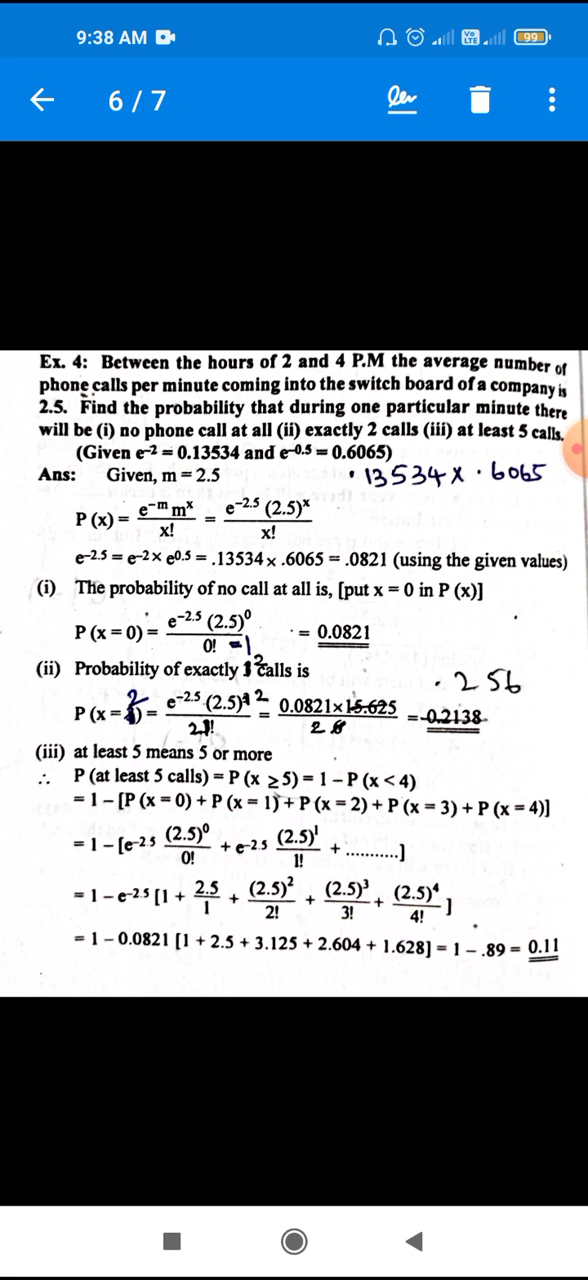 9:38 AM
Vo LTE 99
6 / 7
Ex. 4: Between the hours of 2 and 4 P.M the average number of
phone calls per minute coming into the switch board of a company is
2.5. Find the probability that during one particular minute there
will be (i) no phone call at all (ii) exactly 2 calls (iii) at least 5 calls.
(Given e⁻² = 0.13534 and e⁻⁰·⁵ = 0.6065)
Ans: Given, m = 2.5 .13534 x .6065
P (x) = e⁻ᵐ mˣ / x! = e⁻²·⁵ (2.5)ˣ / x!
e⁻²·⁵ = e⁻² × e⁰·⁵ = .13534 × .6065 = .0821 (using the given values)
(i) The probability of no call at all is, [put x = 0 in P (x)]
P (x = 0) = e⁻²·⁵ (2.5)⁰ / 0! =1 = 0.0821
(ii) Probability of exactly 2 calls is .256
P (x = 2) = e⁻²·⁵ (2.5)² / 2! = 0.0821×15.625 / 2 = 0.2138
(iii) at least 5 means 5 or more
∴ P (at least 5 calls) = P (x ≥ 5) = 1 – P (x < 4)
= 1 – [P (x = 0) + P (x = 1) + P (x = 2) + P (x = 3) + P (x = 4)]
= 1 – [e⁻²·⁵ (2.5)⁰ / 0! + e⁻²·⁵ (2.5)¹ / 1! + ...........]
= 1 – e⁻²·⁵ [1 + 2.5 / 1 + (2.5)² / 2! + (2.5)³ / 3! + (2.5)⁴ / 4! ]
= 1 – 0.0821 [1 + 2.5 + 3.125 + 2.604 + 1.628] = 1 – .89 = 0.11